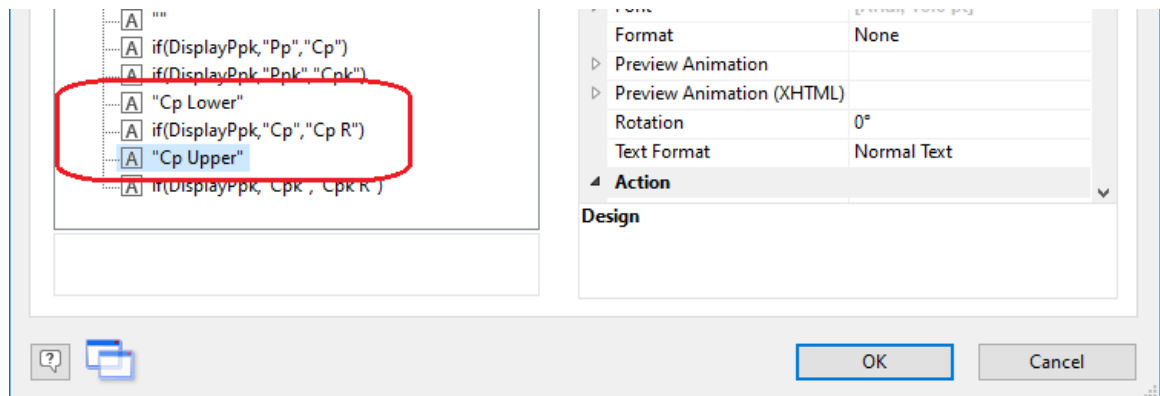 ""
if(DisplayPpk,"Pp","Cp")
if(DisplayPpk,"Ppk","Cpk")
"Cp Lower"
if(DisplayPpk,"Cp","Cp R")
"Cp Upper"
if(DisplayPpk,"Cpk","Cpk R")
Font
Format None
Preview Animation
Preview Animation (XHTML)
Rotation 0°
Text Format Normal Text
Action
Design
OK Cancel